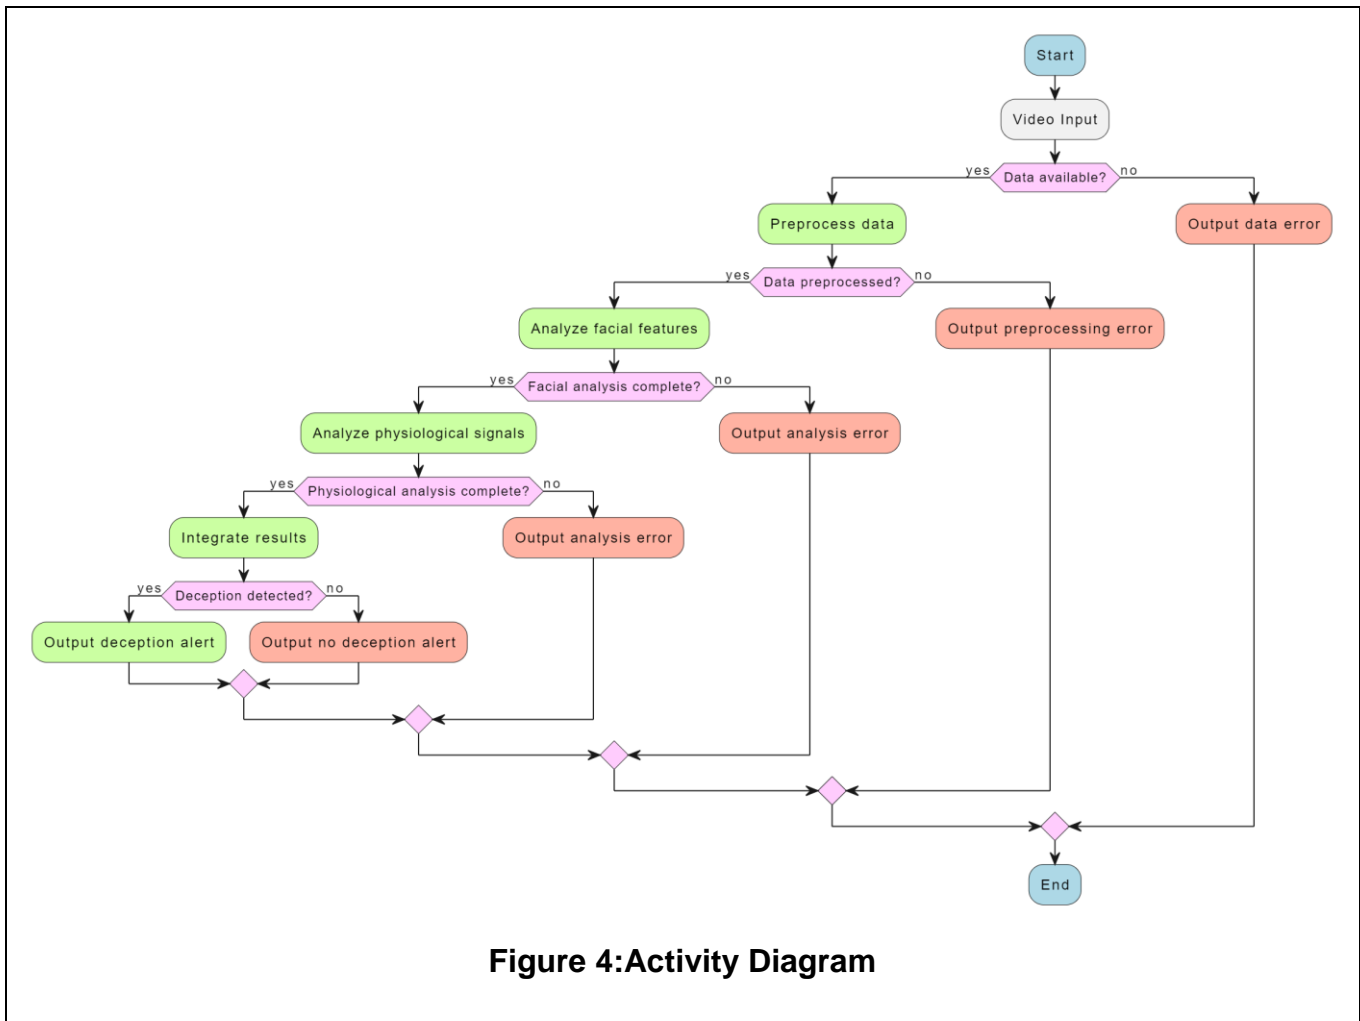 Start
Video Input
yes
Data available?
no
Preprocess data
Output data error
yes
Data preprocessed?
no
Analyze facial features
Output preprocessing error
yes
Facial analysis complete?
no
Analyze physiological signals
Output analysis error
yes
Physiological analysis complete?
no
Integrate results
Output analysis error
yes
Deception detected?
no
Output deception alert
Output no deception alert
End
Figure 4:Activity Diagram